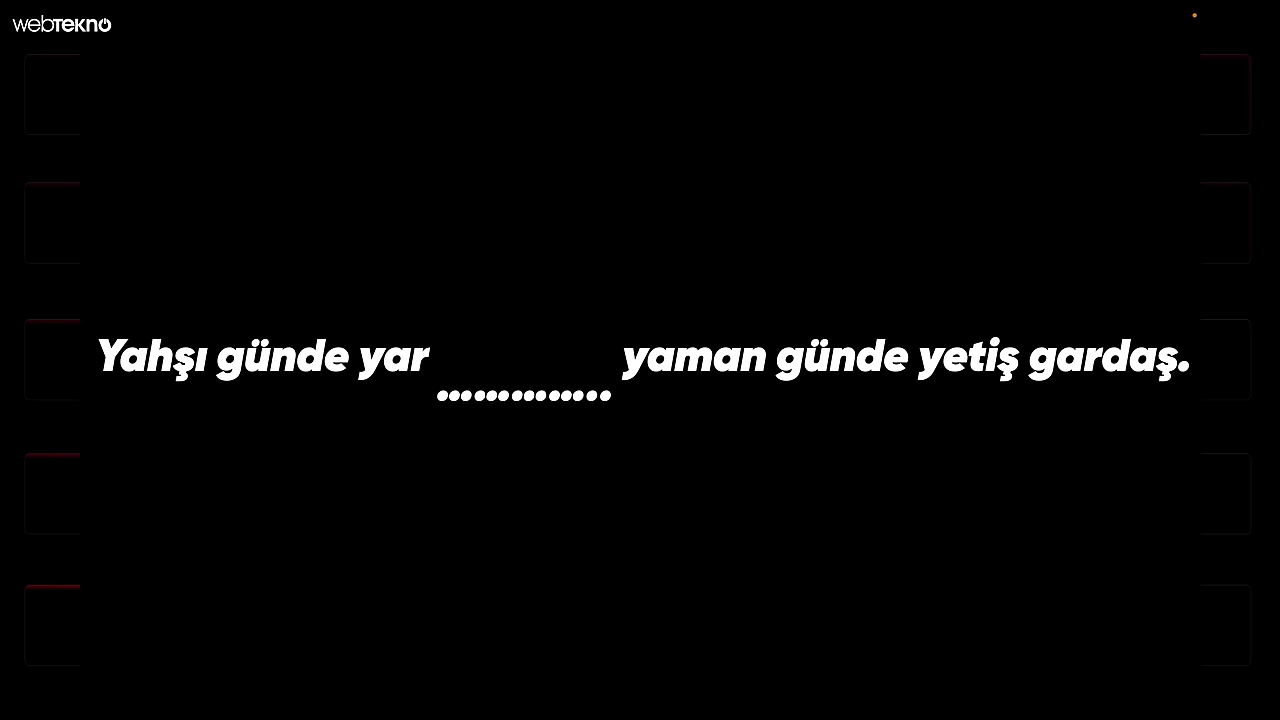 webtekno
Yahşı günde yar .............. yaman günde yetiş gardaş.